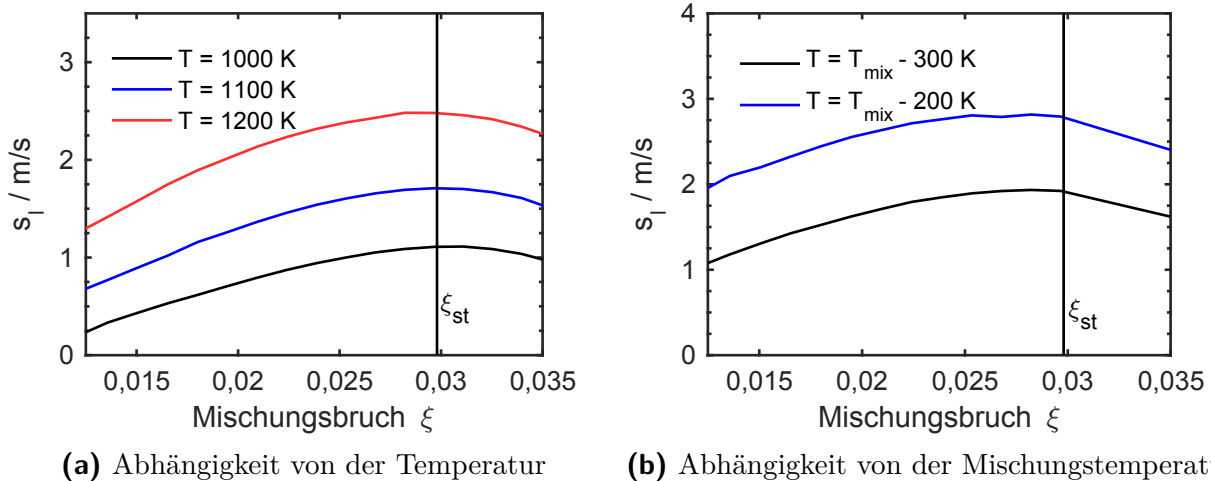 3
2
1
0
s_l / m/s
T = 1000 K
T = 1100 K
T = 1200 K
ξ_st
0,015
0,02
0,025
0,03
0,035
Mischungsbruch ξ
(a) Abhängigkeit von der Temperatur
4
3
2
1
0
s_l / m/s
T = T_mix - 300 K
T = T_mix - 200 K
ξ_st
0,015
0,02
0,025
0,03
0,035
Mischungsbruch ξ
(b) Abhängigkeit von der Mischungstemperat